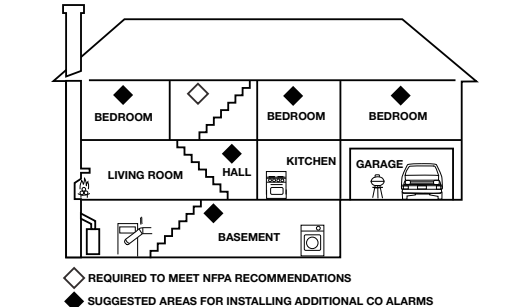 BEDROOM
BEDROOM
BEDROOM
LIVING ROOM
HALL
KITCHEN
GARAGE
BASEMENT
REQUIRED TO MEET NFPA RECOMMENDATIONS
SUGGESTED AREAS FOR INSTALLING ADDITIONAL CO ALARMS